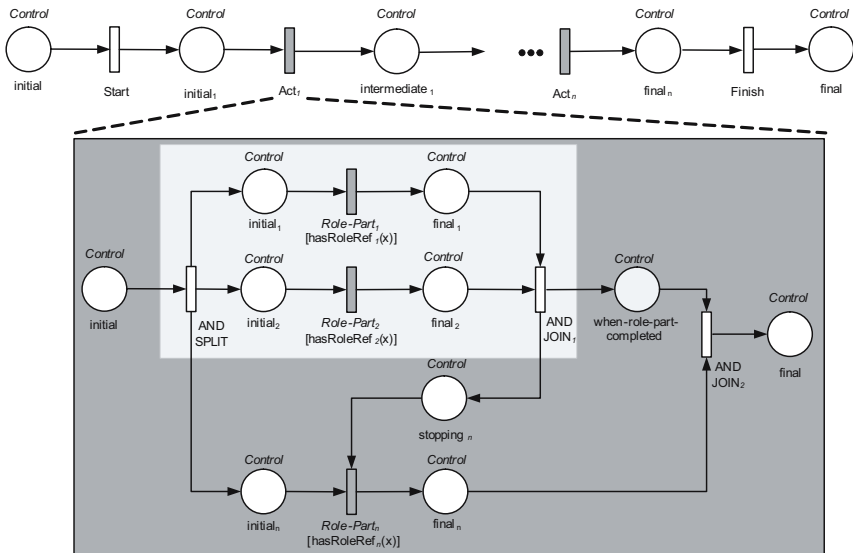 Control Control Control Control Control
initial Start initial₁ Act₁ intermediate ₁ ••• Actₙ final ₙ Finish final
Control Control
initial₁ Role-Part₁ final ₁
[hasRoleRef ₁(x)]
Control Control Control Control
initial AND initial₂ Role-Part₂ final ₂ AND when-role-part- Control
SPLIT [hasRoleRef ₂(x)] JOIN₁ completed AND final
Control JOIN₂
stopping ₙ
Control Control
initialₙ Role-Partₙ finalₙ
[hasRoleRef ₙ(x)]